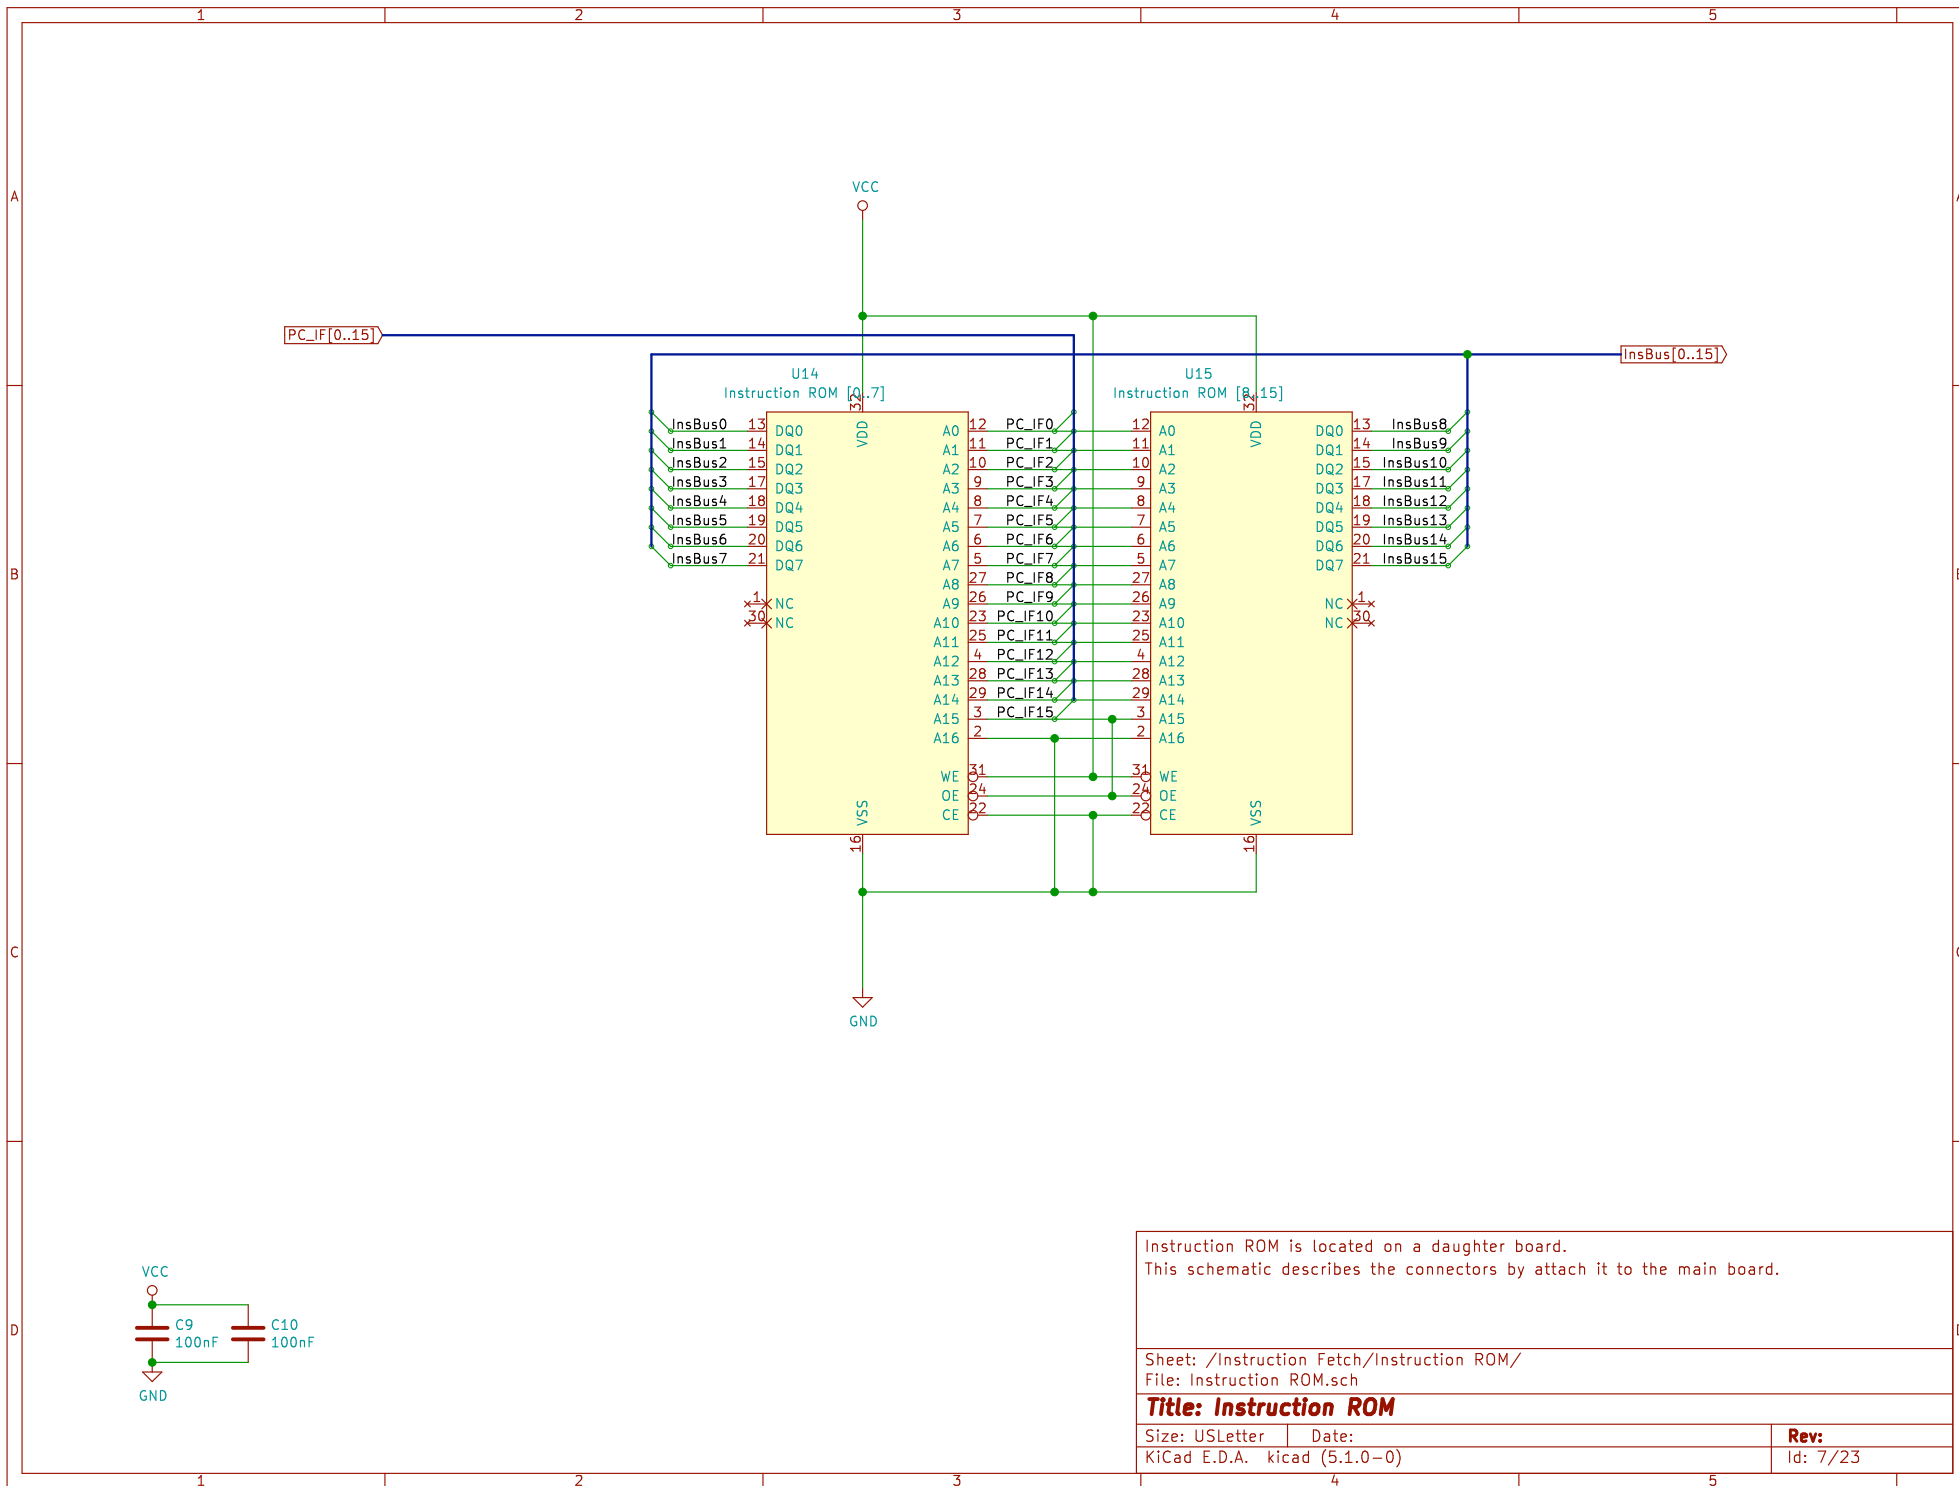 1 2 3 4 5
A
B
C
D
VCC
PC_IF[0..15]
InsBus[0..15]
U14
Instruction ROM [0..7]
U15
Instruction ROM [8..15]
32
VDD
32
VDD
InsBus0 13 DQ0 A0 12 PC_IF0 12 A0 DQ0 13 InsBus8
InsBus1 14 DQ1 A1 11 PC_IF1 11 A1 DQ1 14 InsBus9
InsBus2 15 DQ2 A2 10 PC_IF2 10 A2 DQ2 15 InsBus10
InsBus3 17 DQ3 A3 9 PC_IF3 9 A3 DQ3 17 InsBus11
InsBus4 18 DQ4 A4 8 PC_IF4 8 A4 DQ4 18 InsBus12
InsBus5 19 DQ5 A5 7 PC_IF5 7 A5 DQ5 19 InsBus13
InsBus6 20 DQ6 A6 6 PC_IF6 6 A6 DQ6 20 InsBus14
InsBus7 21 DQ7 A7 5 PC_IF7 5 A7 DQ7 21 InsBus15
A8 27 PC_IF8 27 A8
1 NC A9 26 PC_IF9 26 A9 NC 1
30 NC A10 23 PC_IF10 23 A10 NC 30
A11 25 PC_IF11 25 A11
A12 4 PC_IF12 4 A12
A13 28 PC_IF13 28 A13
A14 29 PC_IF14 29 A14
A15 3 PC_IF15 3 A15
A16 2 2 A16
WE 31 31 WE
OE 24 24 OE
CE 22 22 CE
VSS
16
VSS
16
GND
VCC
C9
100nF
C10
100nF
GND
Instruction ROM is located on a daughter board.
This schematic describes the connectors by attach it to the main board.
Sheet: /Instruction Fetch/Instruction ROM/
File: Instruction ROM.sch
Title: Instruction ROM
Size: USLetter Date: Rev:
KiCad E.D.A. kicad (5.1.0-0) Id: 7/23
1 2 3 4 5